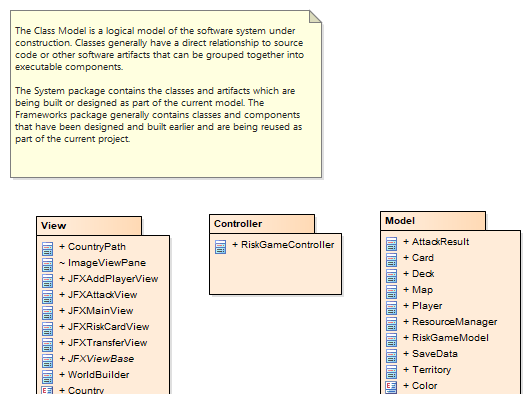 The Class Model is a logical model of the software system under
construction. Classes generally have a direct relationship to source
code or other software artifacts that can be grouped together into
executable components.
The System package contains the classes and artifacts which are
being built or designed as part of the current model. The
Frameworks package generally contains classes and components
that have been designed and built earlier and are being reused as
part of the current project.
View
+ CountryPath
~ ImageViewPane
+ JFXAddPlayerView
+ JFXAttackView
+ JFXMainView
+ JFXRiskCardView
+ JFXTransferView
+ JFXViewBase
+ WorldBuilder
+ Country
Controller
+ RiskGameController
Model
+ AttackResult
+ Card
+ Deck
+ Map
+ Player
+ ResourceManager
+ RiskGameModel
+ SaveData
+ Territory
+ Color